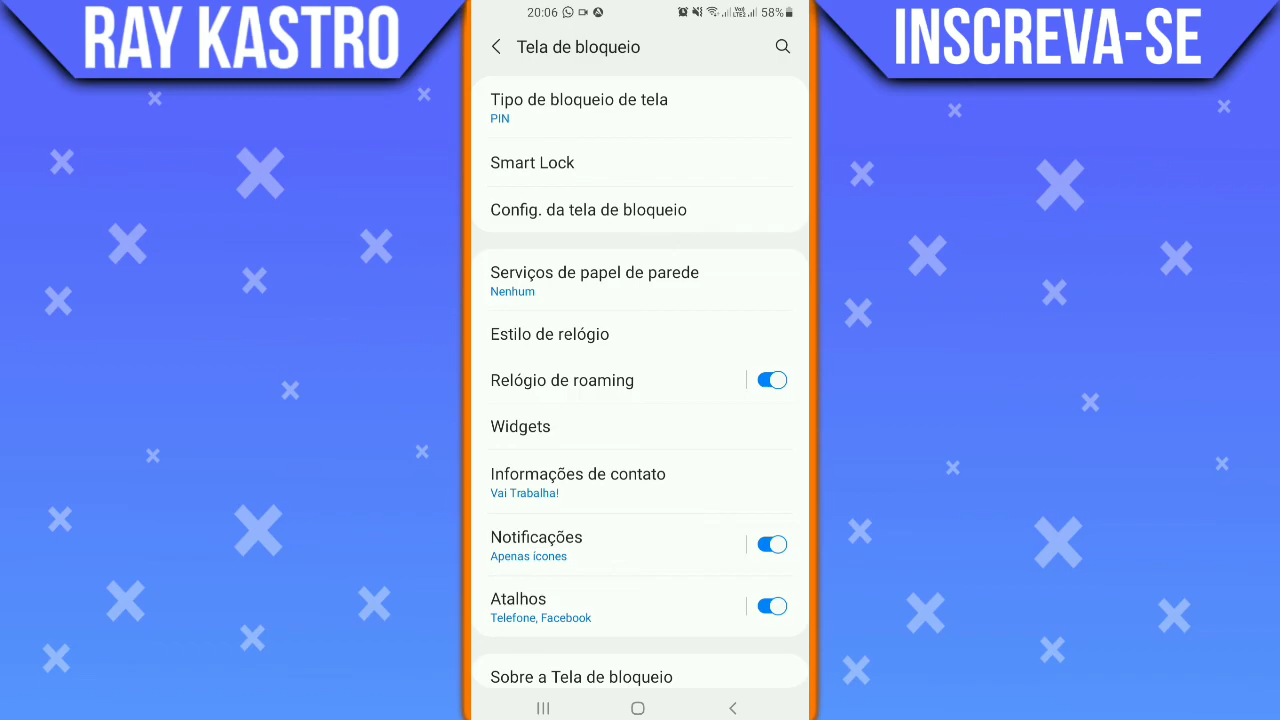 RAY KASTRO
INSCREVA-SE
20:06
58%
Tela de bloqueio
Tipo de bloqueio de tela
PIN
Smart Lock
Config. da tela de bloqueio
Serviços de papel de parede
Nenhum
Estilo de relógio
Relógio de roaming
Widgets
Informações de contato
Vai Trabalha!
Notificações
Apenas ícones
Atalhos
Telefone, Facebook
Sobre a Tela de bloqueio